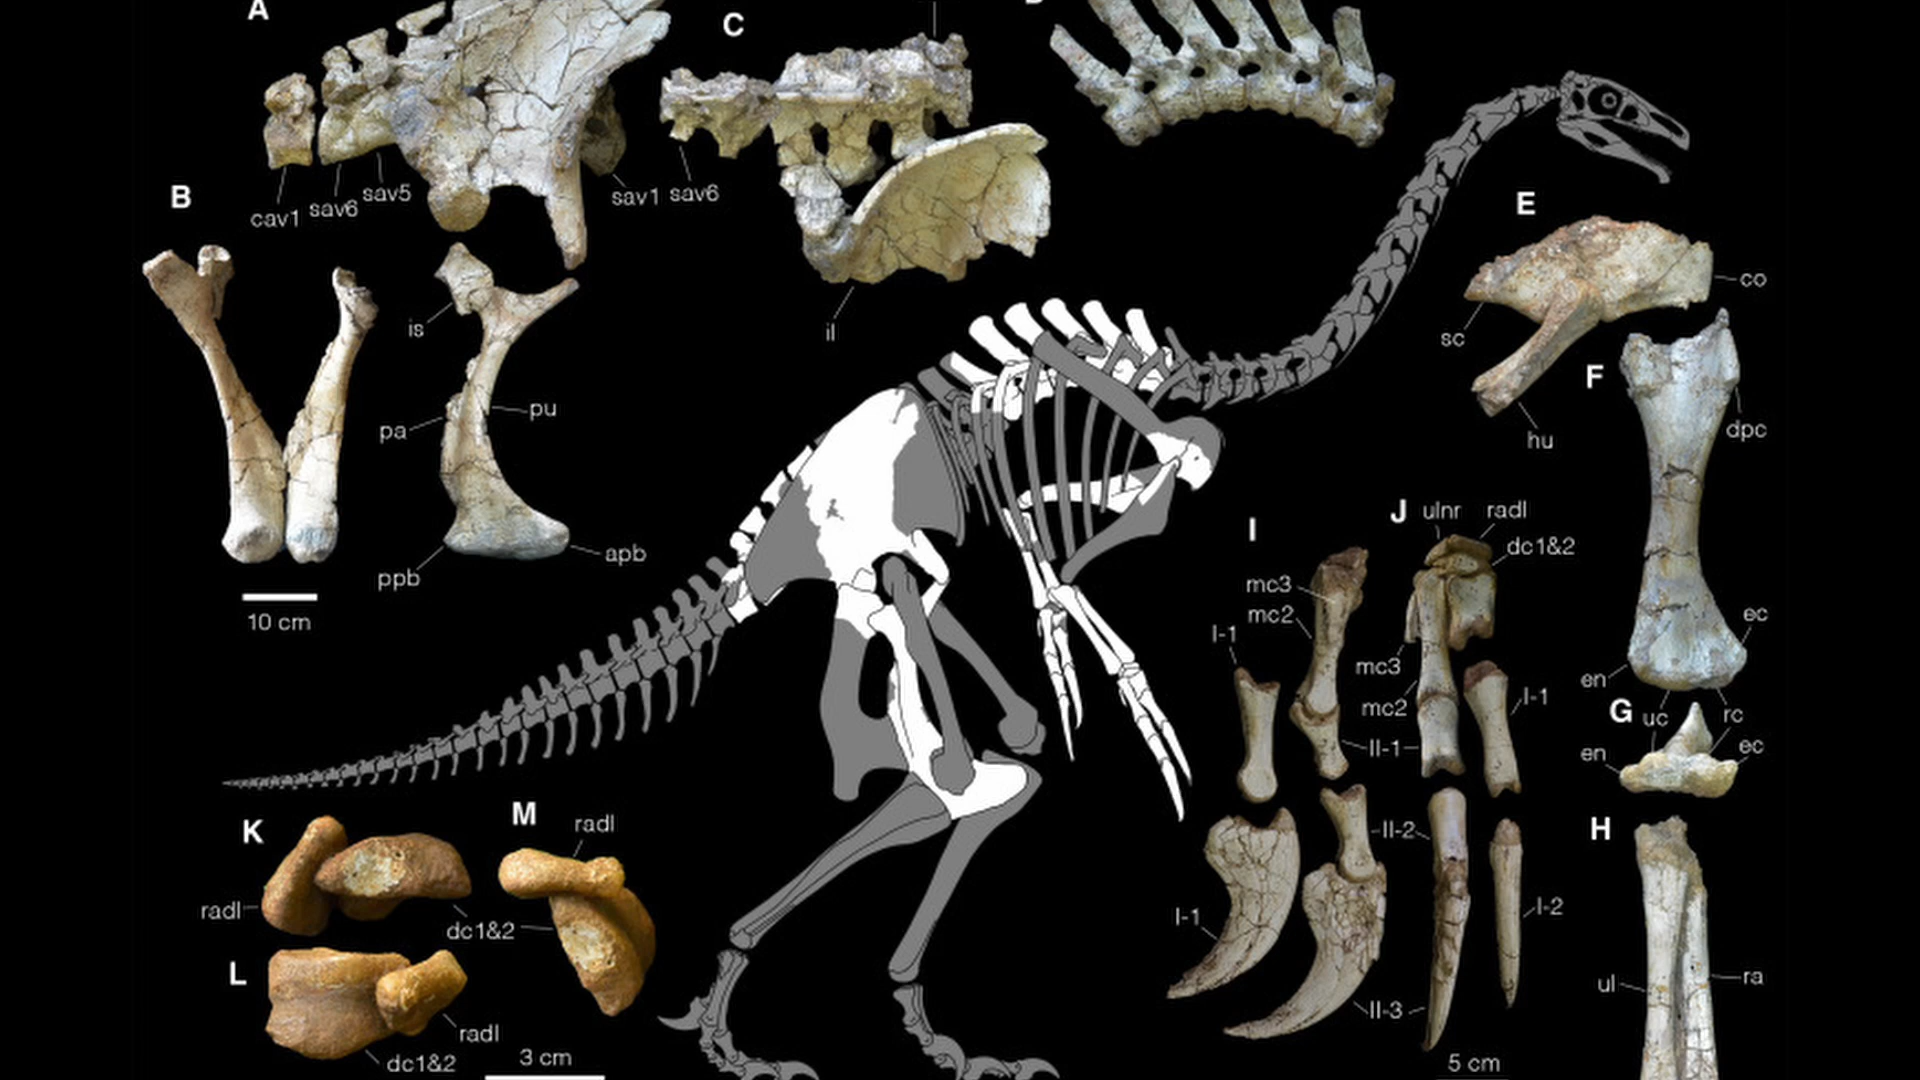 A
C
D
cav1
sav6
sav5
sav1
sav6
il
B
is
pu
pa
ppb
apb
10 cm
E
co
sc
hu
F
dpc
ec
en
uc
rc
G
en
ec
I
mc3
mc2
I-1
J
ulnr
radl
dc1&2
mc3
mc2
I-1
II-1
II-2
I-1
I-2
II-3
5 cm
H
ul
ra
K
radl
dc1&2
M
radl
L
radl
dc1&2
3 cm